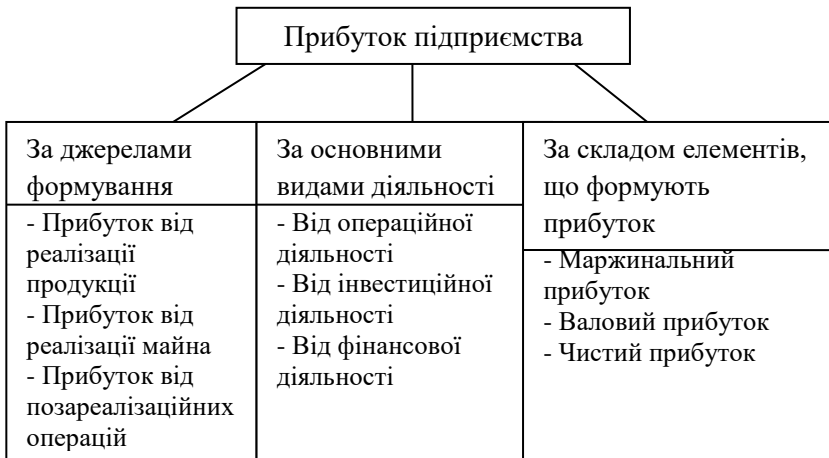 Прибуток підприємства
За джерелами
формування
- Прибуток від
реалізації
продукції
- Прибуток від
реалізації майна
- Прибуток від
позареалізаційних
операцій
За основними
видами діяльності
- Від операційної
діяльності
- Від інвестиційної
діяльності
- Від фінансової
діяльності
За складом елементів,
що формують
прибуток
- Маржинальний
прибуток
- Валовий прибуток
- Чистий прибуток